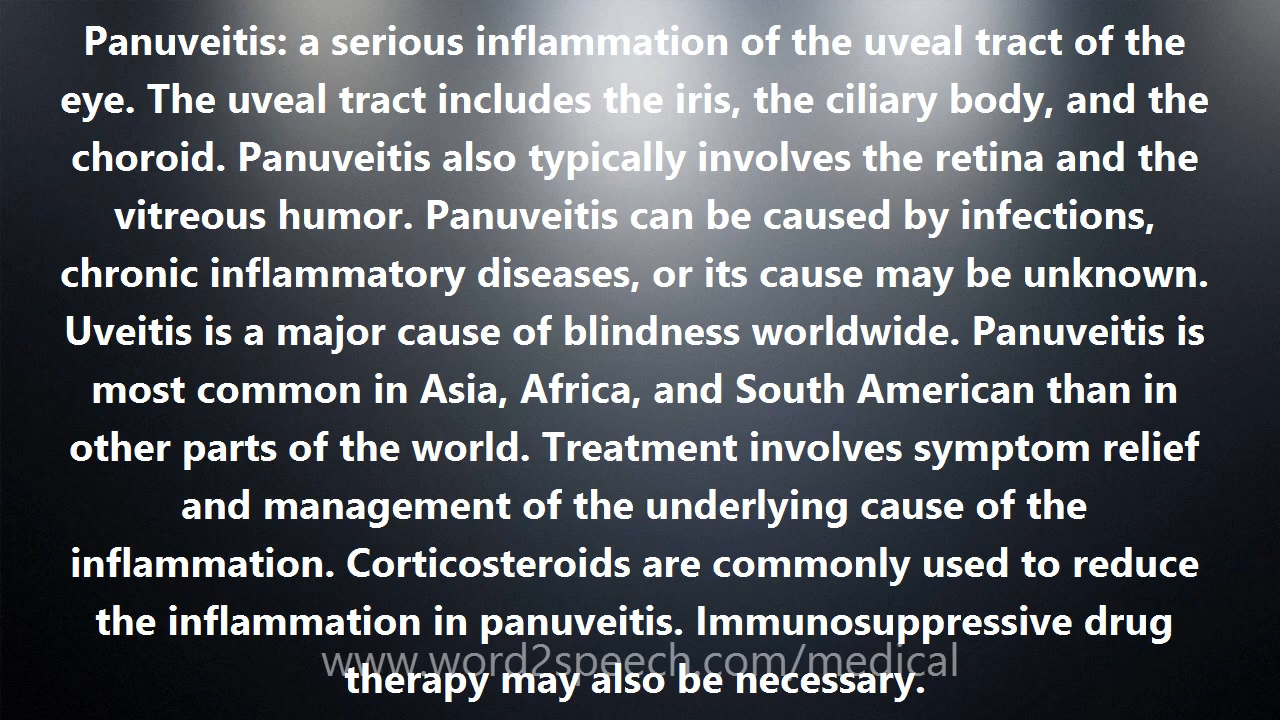 Panuveitis: a serious inflammation of the uveal tract of the
eye. The uveal tract includes the iris, the ciliary body, and the
choroid. Panuveitis also typically involves the retina and the
vitreous humor. Panuveitis can be caused by infections,
chronic inflammatory diseases, or its cause may be unknown.
Uveitis is a major cause of blindness worldwide. Panuveitis is
most common in Asia, Africa, and South American than in
other parts of the world. Treatment involves symptom relief
and management of the underlying cause of the
inflammation. Corticosteroids are commonly used to reduce
the inflammation in panuveitis. Immunosuppressive drug
www.word2speech.com/medical
therapy may also be necessary.